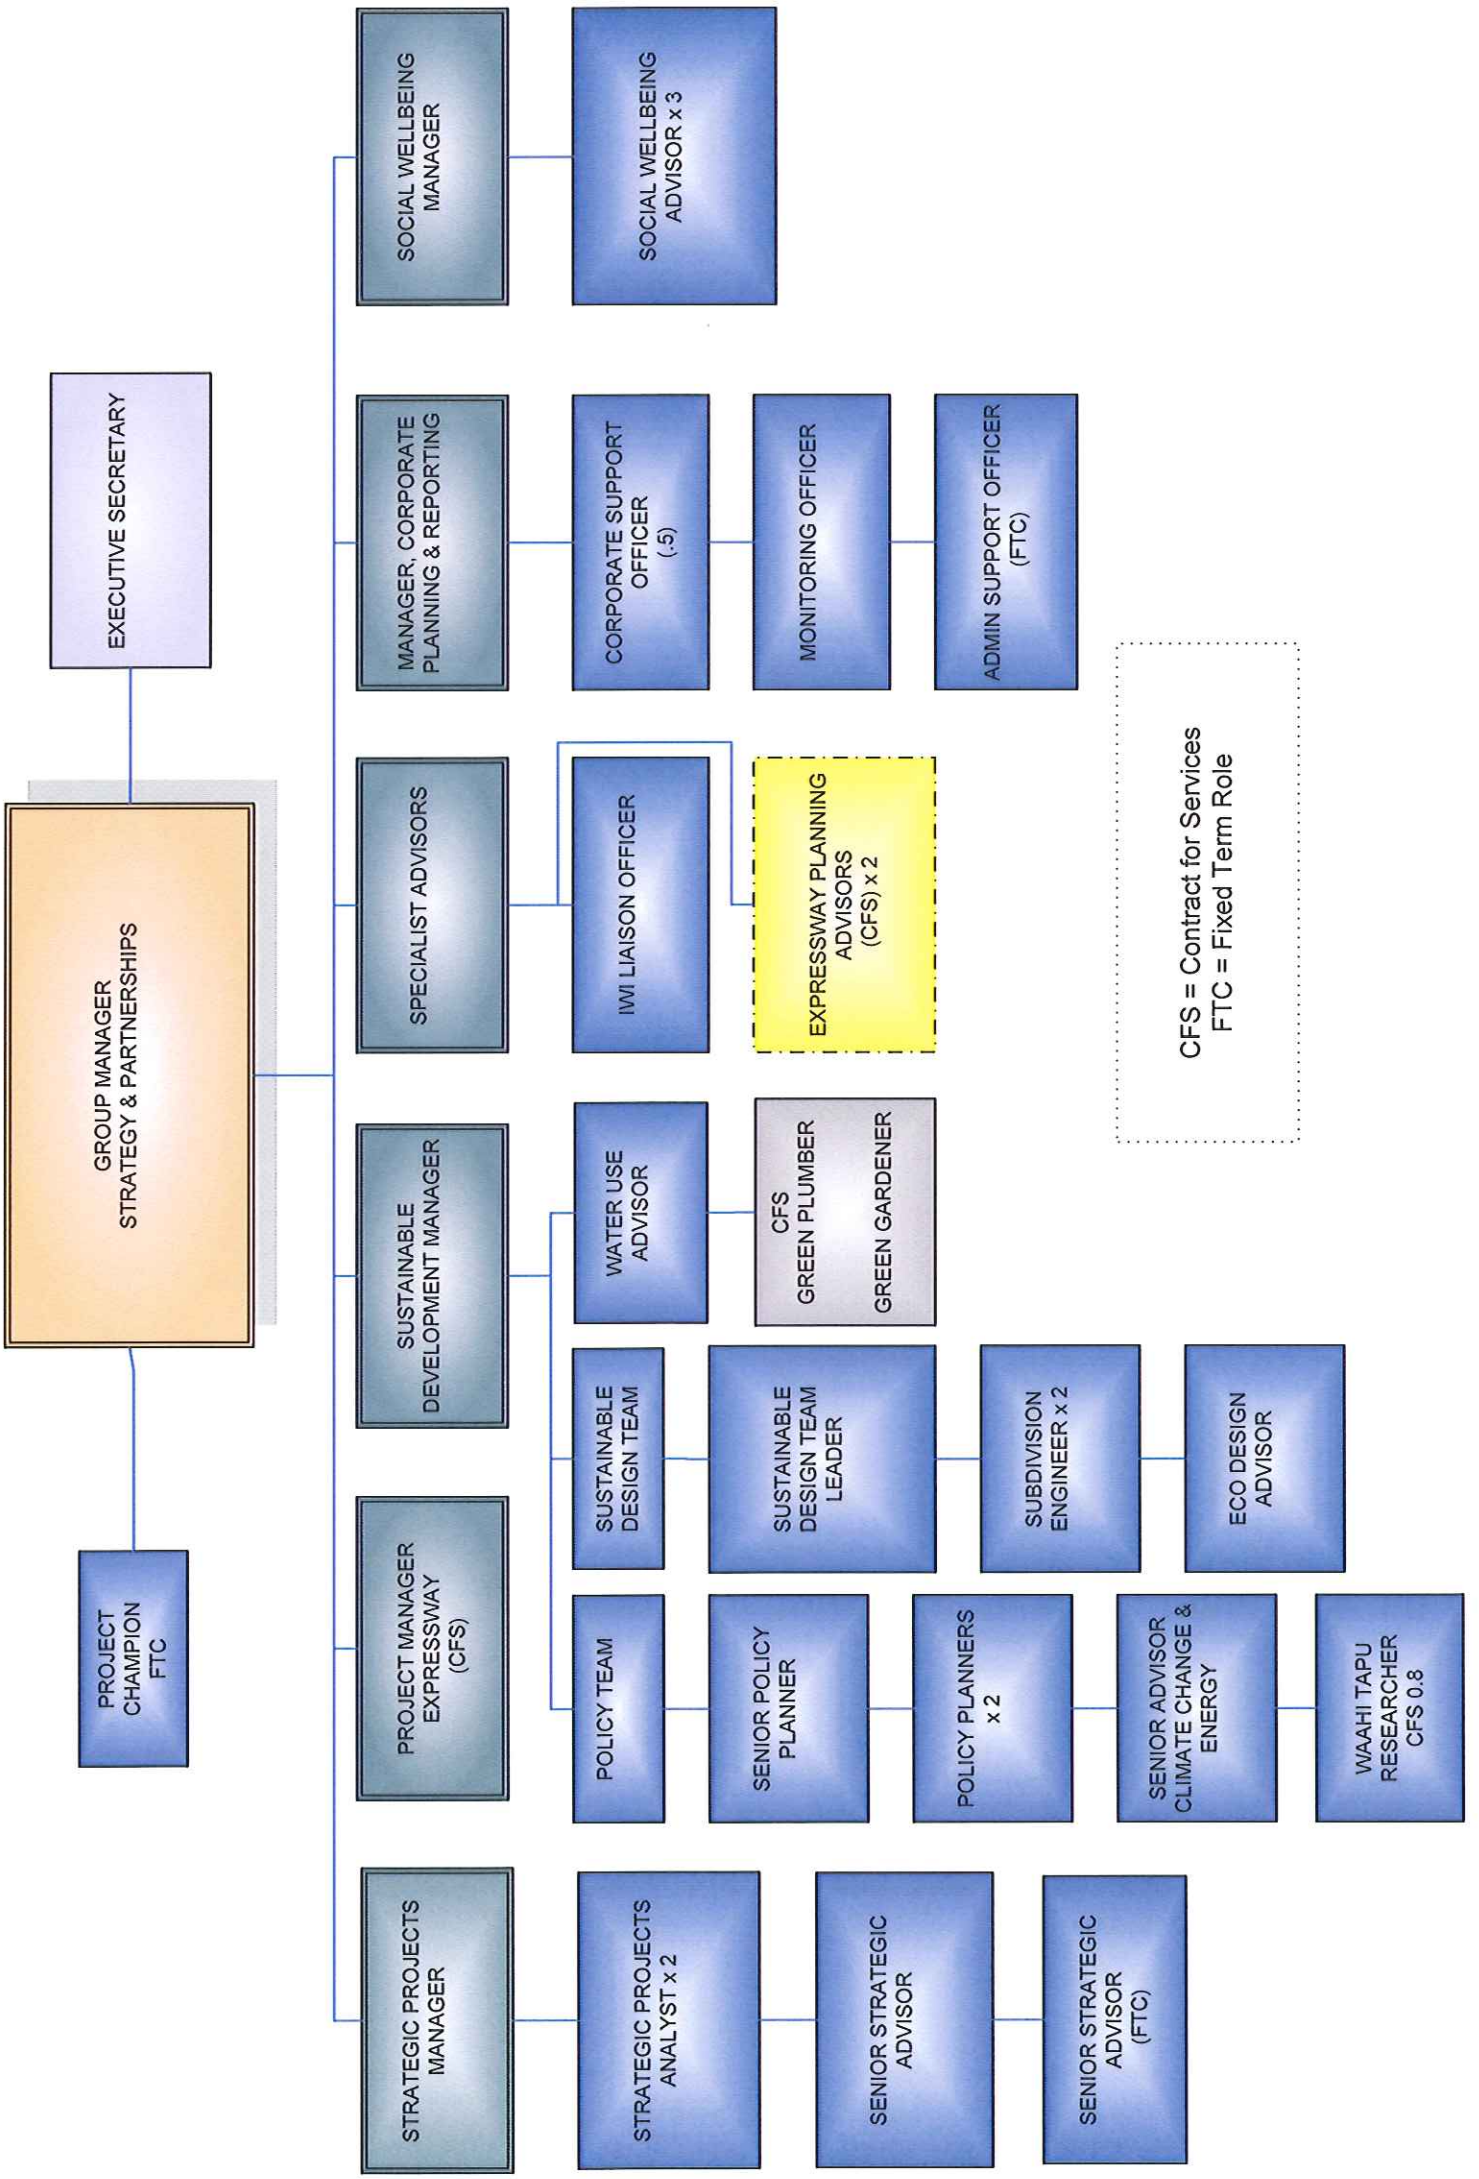 GROUP MANAGER
STRATEGY & PARTNERSHIPS
PROJECT
CHAMPION
FTC
EXECUTIVE SECRETARY
STRATEGIC PROJECTS
MANAGER
STRATEGIC PROJECTS
ANALYST x 2
SENIOR STRATEGIC
ADVISOR
SENIOR STRATEGIC
ADVISOR
(FTC)
PROJECT MANAGER
EXPRESSWAY
(CFS)
SUSTAINABLE
DEVELOPMENT MANAGER
POLICY TEAM
SENIOR POLICY
PLANNER
POLICY PLANNERS
x 2
SENIOR ADVISOR
CLIMATE CHANGE &
ENERGY
WAAHI TAPU
RESEARCHER
CFS 0.8
SUSTAINABLE
DESIGN TEAM
SUSTAINABLE
DESIGN TEAM
LEADER
SUBDIVISION
ENGINEER x 2
ECO DESIGN
ADVISOR
WATER USE
ADVISOR
CFS
GREEN PLUMBER
GREEN GARDENER
SPECIALIST ADVISORS
IWI LIAISON OFFICER
EXPRESSWAY PLANNING
ADVISORS
(CFS) x 2
MANAGER, CORPORATE
PLANNING & REPORTING
CORPORATE SUPPORT
OFFICER
(.5)
MONITORING OFFICER
ADMIN SUPPORT OFFICER
(FTC)
SOCIAL WELLBEING
MANAGER
SOCIAL WELLBEING
ADVISOR x 3
CFS = Contract for Services
FTC = Fixed Term Role